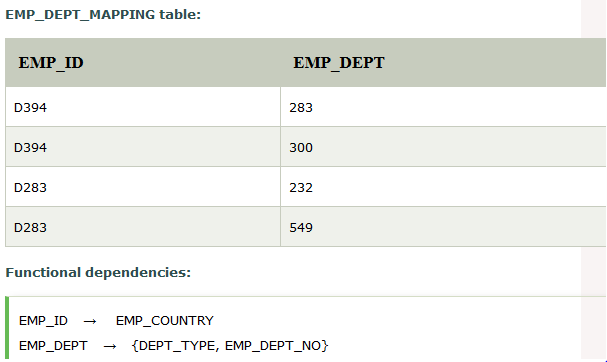 EMP_DEPT_MAPPING table:
EMP_ID EMP_DEPT
D394 283
D394 300
D283 232
D283 549
Functional dependencies:
EMP_ID → EMP_COUNTRY
EMP_DEPT → {DEPT_TYPE, EMP_DEPT_NO}